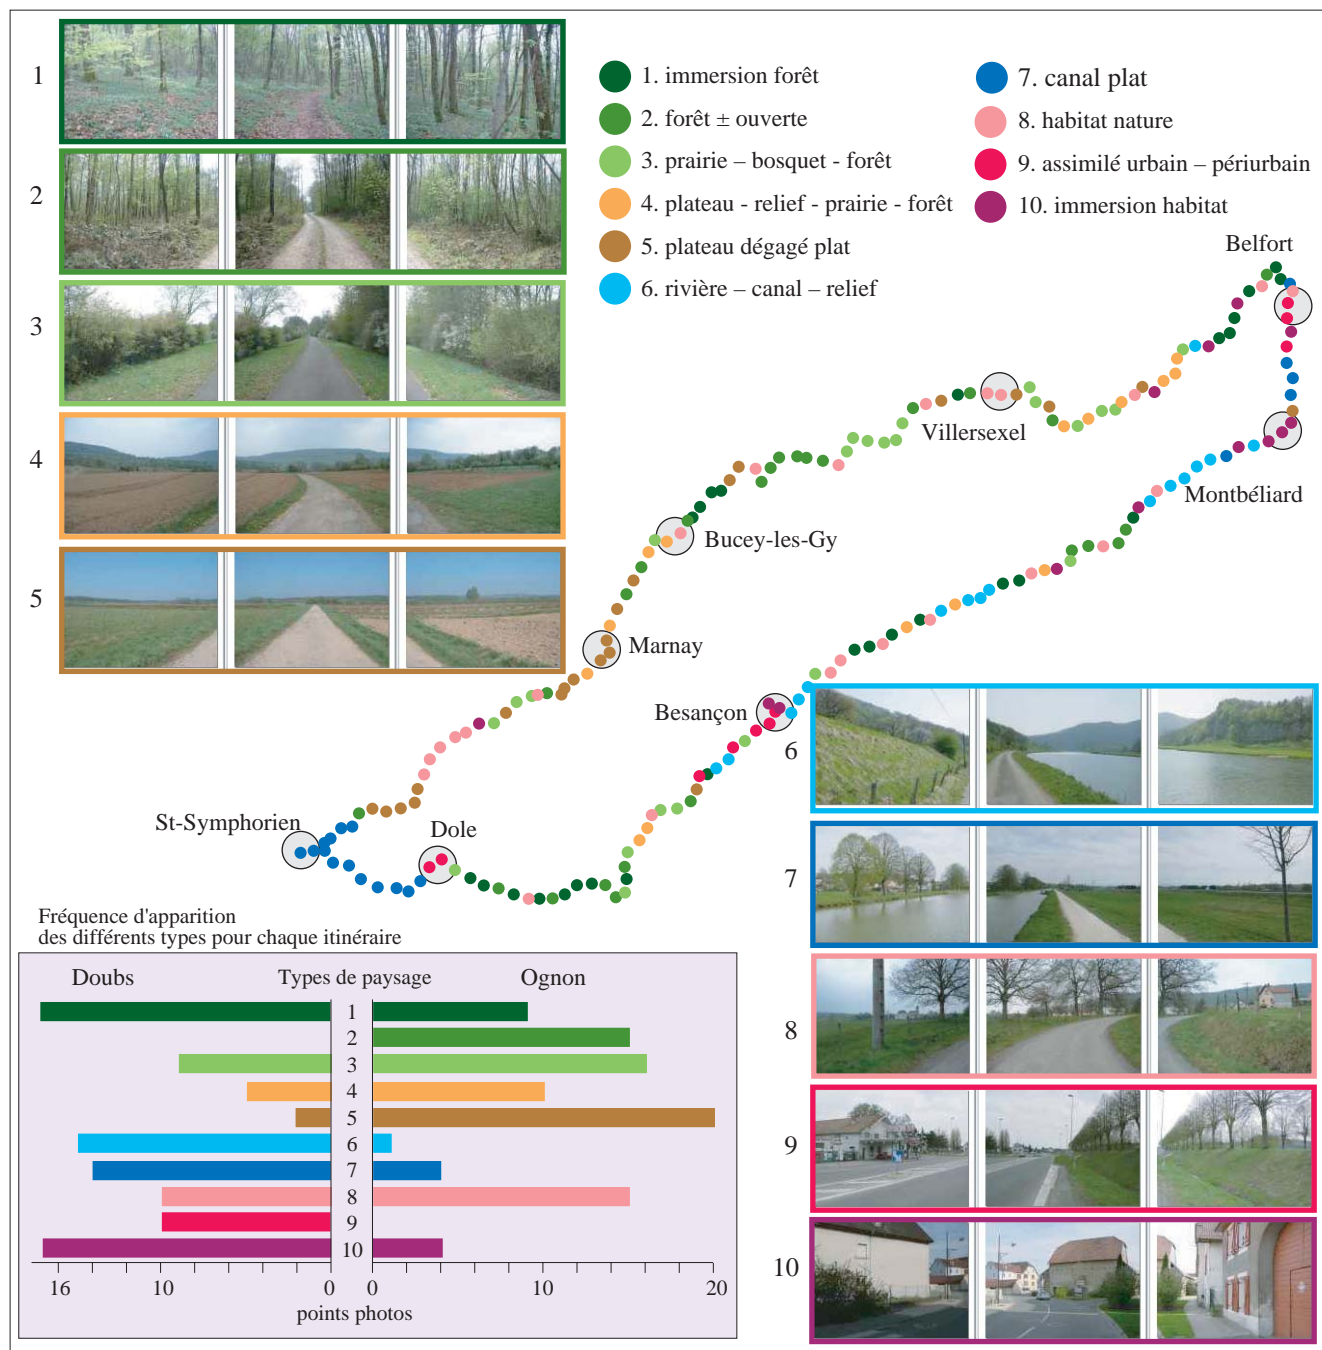 1
2
3
4
5
1. immersion forêt
2. forêt ± ouverte
3. prairie – bosquet - forêt
4. plateau - relief - prairie - forêt
5. plateau dégagé plat
6. rivière – canal – relief
7. canal plat
8. habitat nature
9. assimilé urbain – périurbain
10. immersion habitat
Belfort
Villersexel
Montbéliard
Bucey-les-Gy
Marnay
Besançon
St-Symphorien
Dole
6
7
8
9
10
Fréquence d'apparition
des différents types pour chaque itinéraire
Doubs Types de paysage Ognon
1
2
3
4
5
6
7
8
9
10
16 10 0 0 10 20
points photos